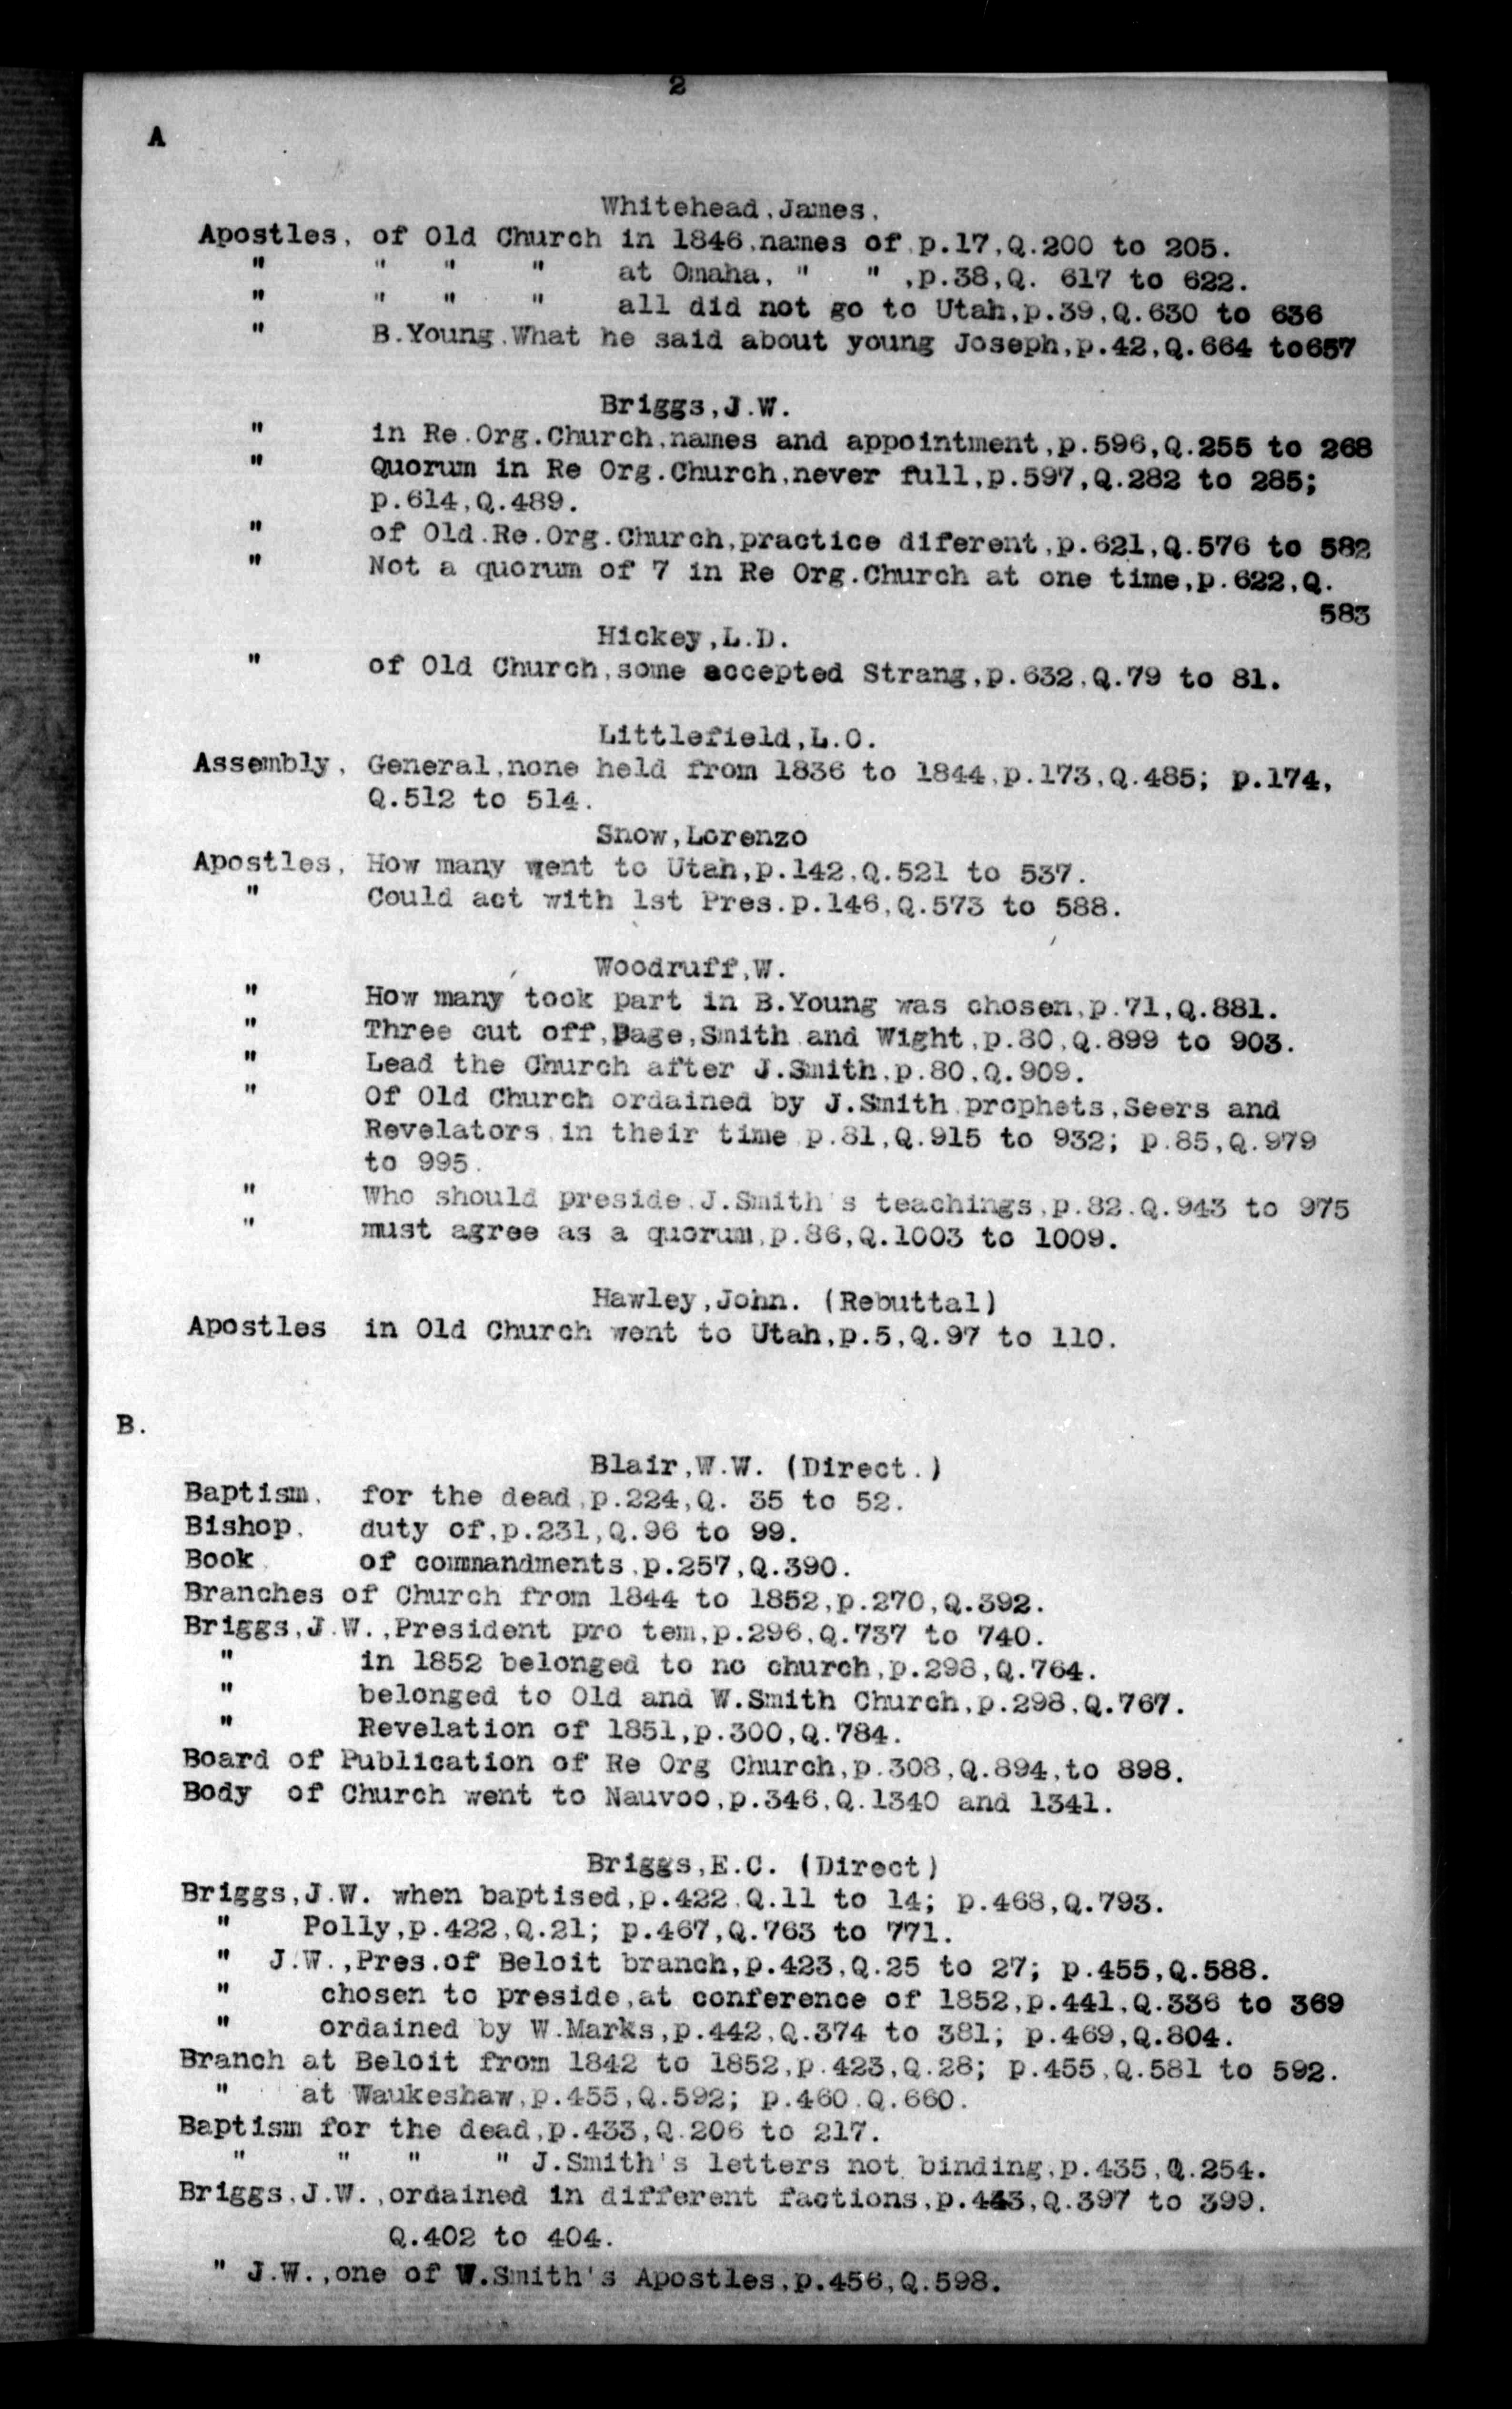 2
A
Whitehead,James,
Apostles, of Old Church in 1846,names of,p.17,Q.200 to 205.
" " " " at Omaha, " " ,p.38,Q. 617 to 622.
" " " " all did not go to Utah,p.39,Q.630 to 636
" B.Young.What he said about young Joseph,p.42,Q.664 to657
Briggs,J.W.
" in Re.Org.Church,names and appointment,p.596,Q.255 to 268
" Quorum in Re Org.Church,never full,p.597,Q.282 to 285;
p.614,Q.489.
" of Old.Re.Org.Church,practice diferent,p.621,Q.576 to 582
" Not a quorum of 7 in Re Org.Church at one time,p.622,Q.
583
Hickey,L.D.
" of Old Church,some accepted Strang,p.632,Q.79 to 81.
Littlefield,L.O.
Assembly, General,none held from 1836 to 1844,p.173,Q.485; p.174,
Q.512 to 514.
Snow,Lorenzo
Apostles, How many went to Utah,p.142,Q.521 to 537.
" Could act with 1st Pres.p.146,Q.573 to 588.
Woodruff,W.
" How many took part in B.Young was chosen,p.71,Q.881.
" Three cut off,Page,Smith and Wight,p.80,Q.899 to 903.
" Lead the Church after J.Smith,p.80,Q.909.
" Of Old Church ordained by J.Smith prophets,Seers and
Revelators in their time p.81,Q.915 to 932; p.85,Q.979
to 995.
" Who should preside.J.Smith's teachings,p.82.Q.943 to 975
" must agree as a quorum,p.86,Q.1003 to 1009.
Hawley,John. (Rebuttal)
Apostles in Old Church went to Utah,p.5,Q.97 to 110.
B.
Blair,W.W. (Direct.)
Baptism, for the dead,p.224,Q. 35 to 52.
Bishop, duty of,p.231,Q.96 to 99.
Book of commandments,p.257,Q.390.
Branches of Church from 1844 to 1852,p.270,Q.392.
Briggs,J.W.,President pro tem,p.296,Q.737 to 740.
" in 1852 belonged to no church,p.298,Q.764.
" belonged to Old and W.Smith Church,p.298,Q.767.
" Revelation of 1851,p.300,Q.784.
Board of Publication of Re Org Church,p.308,Q.894,to 898.
Body of Church went to Nauvoo,p.346,Q.1340 and 1341.
Briggs,E.C. (Direct)
Briggs,J.W. when baptised,p.422,Q.11 to 14; p.468,Q.793.
" Polly,p.422,Q.21; p.467,Q.763 to 771.
" J.W.,Pres.of Beloit branch,p.423,Q.25 to 27; p.455,Q.588.
" chosen to preside,at conference of 1852,p.441,Q.336 to 369
" ordained by W.Marks,p.442,Q.374 to 381; p.469,Q.804.
Branch at Beloit from 1842 to 1852,p.423,Q.28; p.455,Q.581 to 592.
" at Waukeshaw,p.455,Q.592; p.460.Q.660.
Baptism for the dead,p.433,Q.206 to 217.
" " " " J.Smith's letters not binding,p.435,Q.254.
Briggs,J.W.,ordained in different factions,p.443,Q.397 to 399.
Q.402 to 404.
" J.W.,one of W.Smith's Apostles,p.456,Q.598.